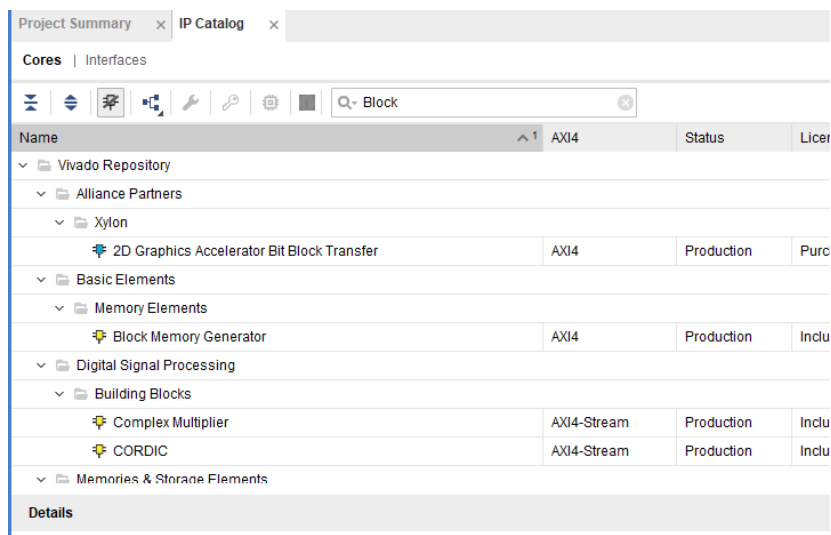 Project Summary × IP Catalog ×
Cores | Interfaces
Block
Name 1 AXI4 Status
Vivado Repository
Alliance Partners
Xylon
2D Graphics Accelerator Bit Block Transfer AXI4 Production
Basic Elements
Memory Elements
Block Memory Generator AXI4 Production
Digital Signal Processing
Building Blocks
Complex Multiplier AXI4-Stream Production
CORDIC AXI4-Stream Production
Memories & Storage Elements
Details